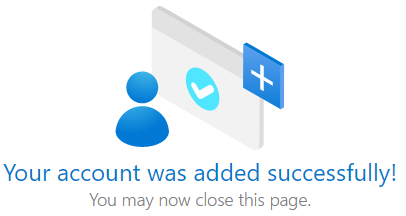 Your account was added successfully!
You may now close this page.